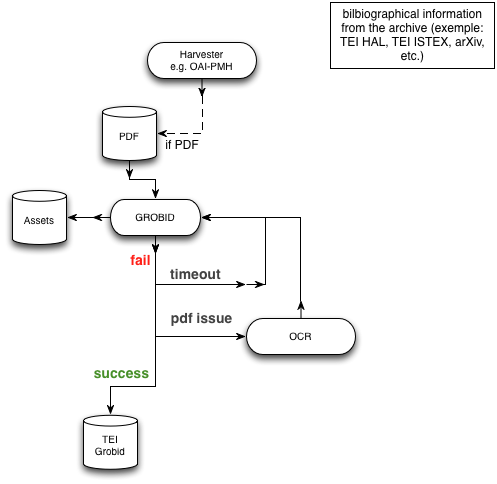 bilbiographical information
from the archive (exemple:
TEI HAL, TEI ISTEX, arXiv,
etc.)
Harvester
e.g. OAI-PMH
PDF
if PDF
Assets
GROBID
fail
timeout
pdf issue
OCR
success
TEI
Grobid